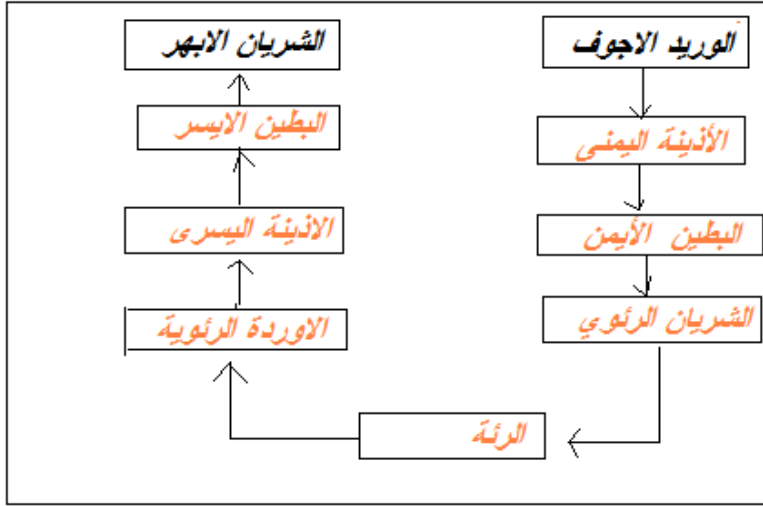 الوريد الاجوف
الأذينة اليمنى
البطين الأيمن
الشريان الرئوي
الرئة
الاوردة الرئوية
الاذينة اليسرى
البطين الايسر
الشريان الابهر